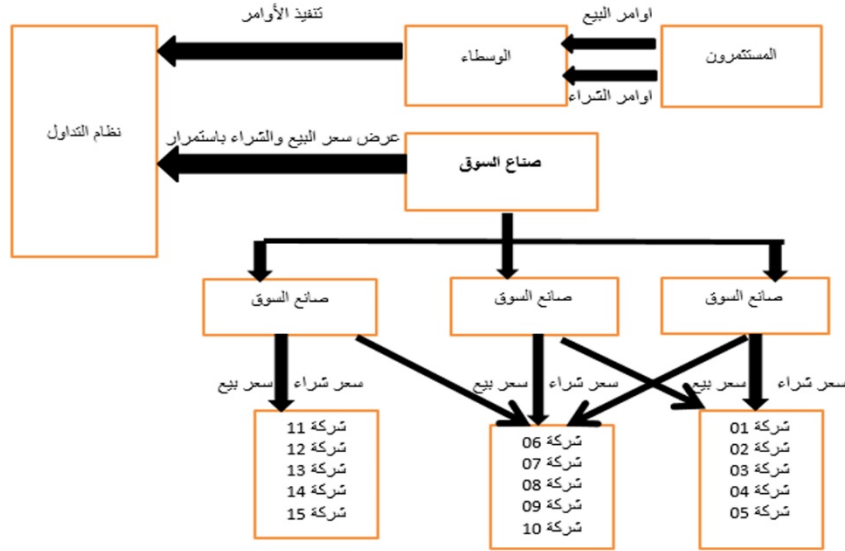 اوامر البيع
تنفيذ الأوامر
المستثمرون
الوسطاء
اوامر الشراء
نظام التداول
عرض سعر البيع والشراء باستمرار
صناع السوق
صانع السوق
صانع السوق
صانع السوق
سعر شراء
سعر بيع
سعر شراء
سعر بيع
سعر شراء
سعر بيع
شركة 01
شركة 02
شركة 03
شركة 04
شركة 05
شركة 06
شركة 07
شركة 08
شركة 09
شركة 10
شركة 11
شركة 12
شركة 13
شركة 14
شركة 15